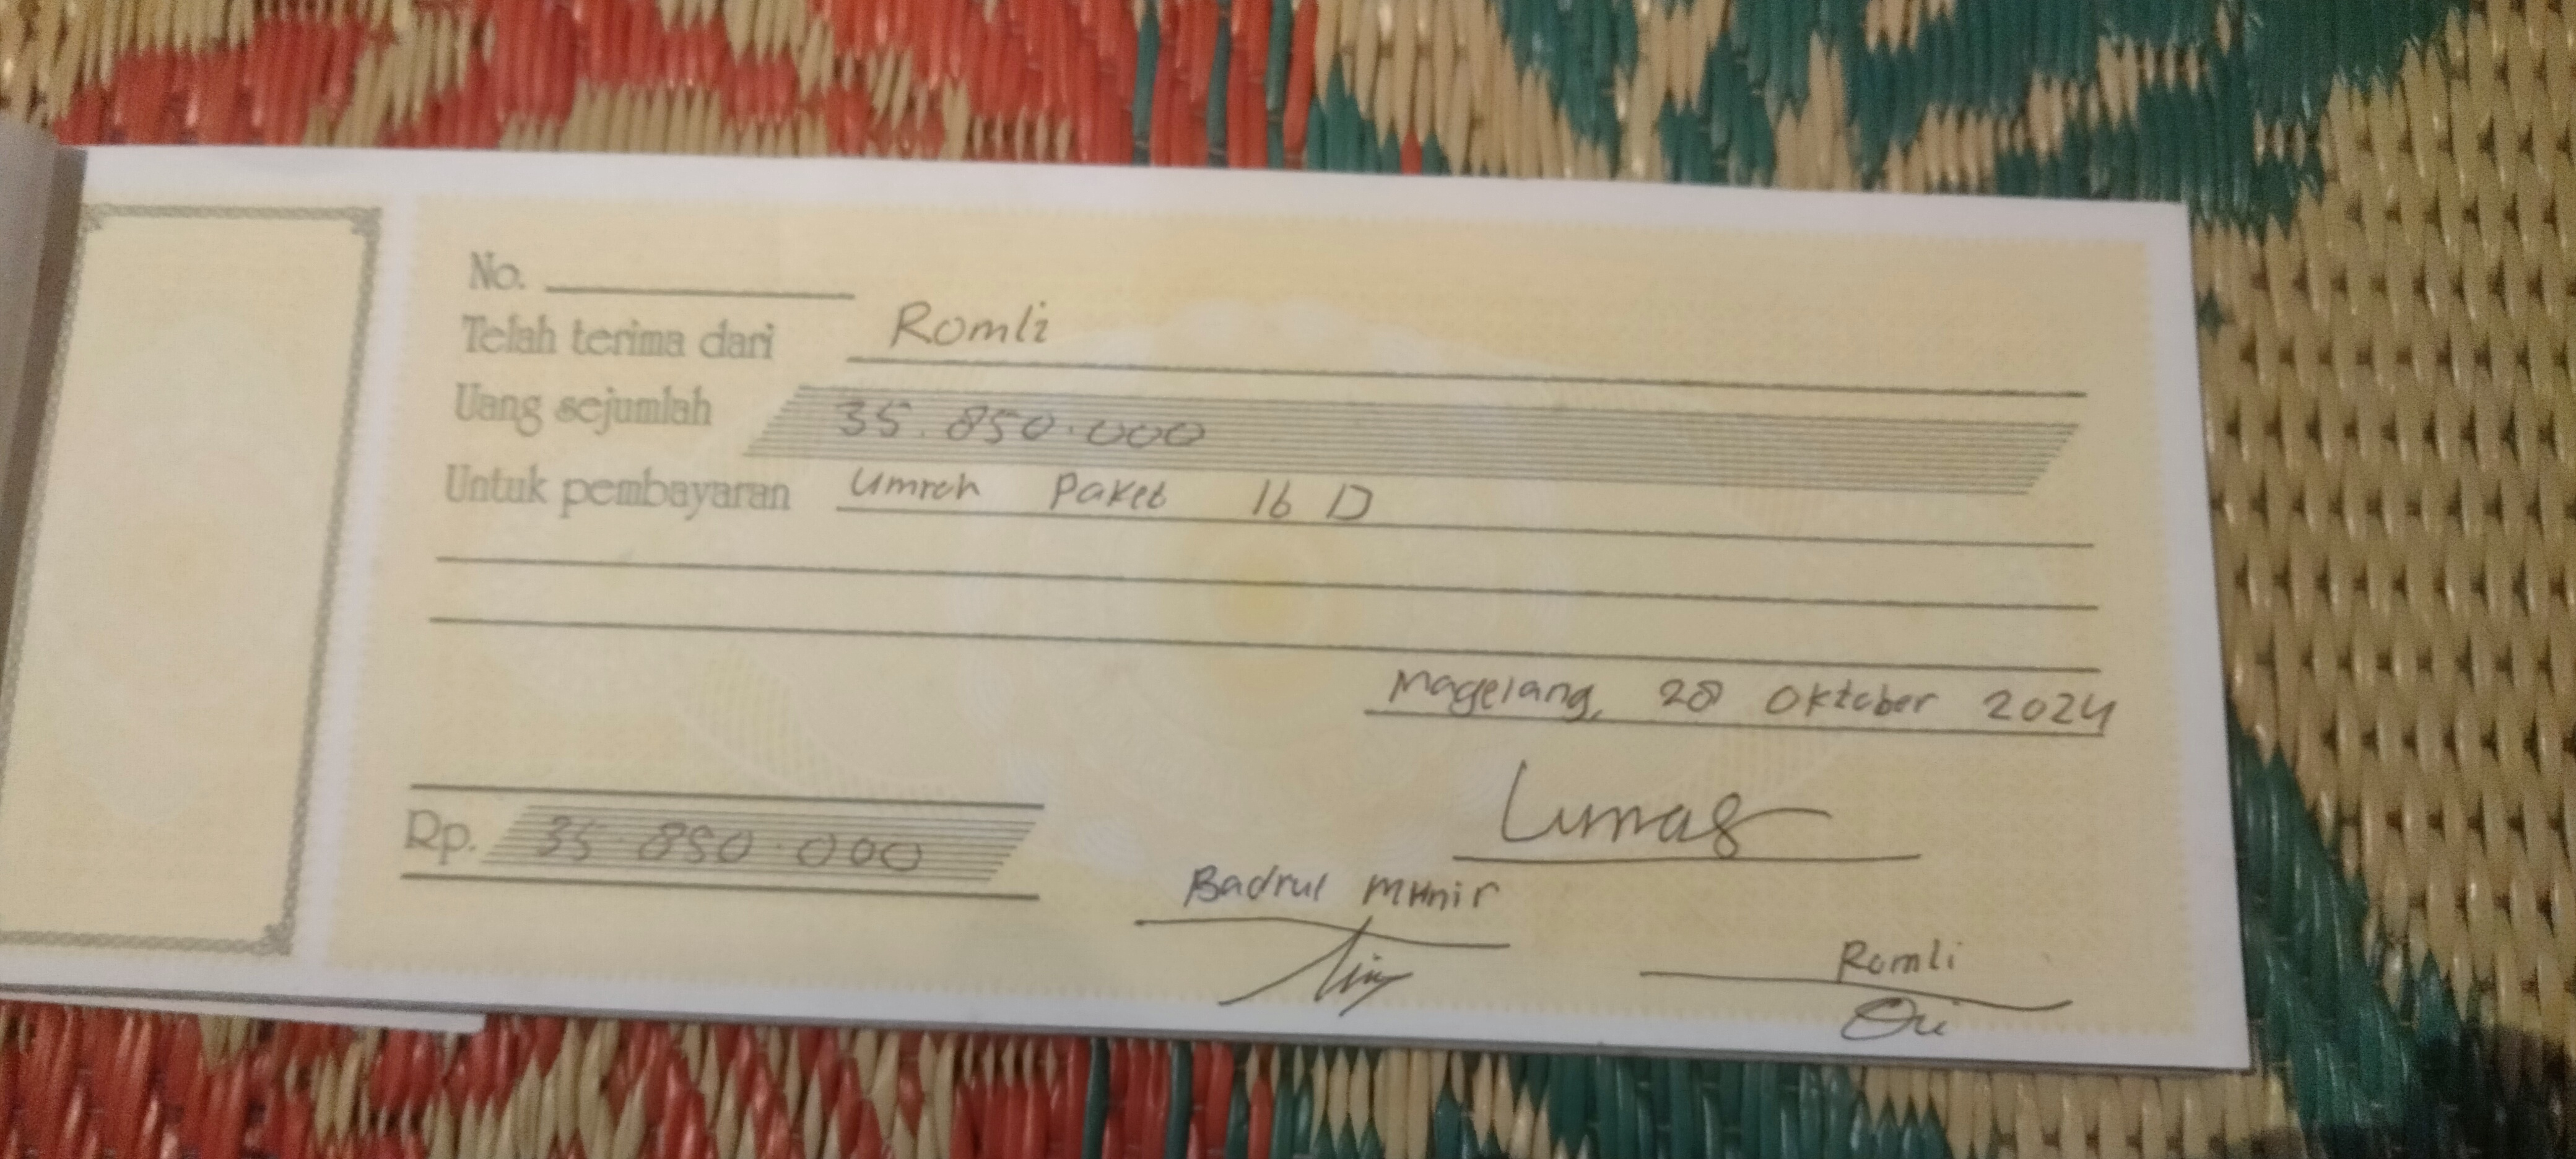 No.
Telah terima dari Romli
Uang sejumlah 35.850.000
Untuk pembayaran Umroh Paket 16 D
Magelang, 28 Oktober 2024
Lunas
Rp. 35.850.000
Badrul Munir
Romli